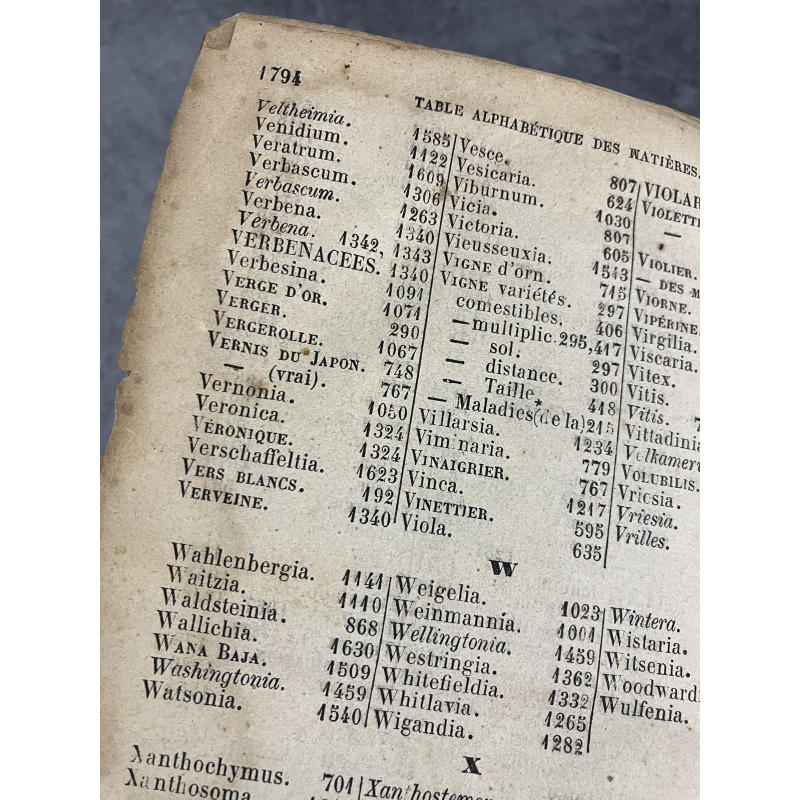 1794
TABLE ALPHABÉTIQUE DES MATIÈRES.
Veltheimia. 1585
Venidium. 1122
Veratrum. 1609
Verbascum. 1306
Verbascum. 1263
Verbena. 1340
Verbena. 1342, 1343
VERBENACEES. 1340
Verbesina. 1091
VERGE D'OR. 1071
VERGER. 290
VERGEROLLE. 1067
VERNIS DU JAPON. 748
— (vrai). 767
Vernonia. 1050
Veronica. 1324
VÉRONIQUE. 1324
Verschaffeltia. 1623
VERS BLANCS. 192
VERVEINE. 1340
Vesce. 807
Vesicaria. 624
Viburnum. 1030
Vicia. 807
Victoria. 605
Vieusseuxia. 1543
VIGNE d'orn. 715
VIGNE variétés. 297
comestibles. 406
— multiplic. 295,417
— sol. 297
— distance. 300
— Taille. 418
— Maladies (de la) 215
Villarsia. 1234
Viminaria. 779
VINAIGRIER. 767
Vinca. 1217
VINETTIER. 595
Viola. 635
VIOLAR
VIOLETT
—
VIOLIER.
— DES M
VIORNE.
VIPÉRINE.
Virgilia.
Viscaria.
Vitex.
Vitis.
Vitis. 7
Vittadinia
Volkamer
VOLUBILIS.
Vriesia.
Vriesia.
Vrilles.
W
Wahlenbergia. 1141
Waitzia. 1110
Waldsteinia. 868
Wallichia. 1630
WANA BAJA. 1509
Washingtonia. 1459
Watsonia. 1540
Weigelia. 1023
Weinmannia. 1001
Wellingtonia. 1459
Westringia. 1362
Whitefieldia. 1332
Whitlavia. 1265
Wigandia. 1282
Wintera.
Wistaria.
Witsenia.
Woodward
Wulfenia.
X
Xanthochymus. 701
Xanthosoma
Xanthostemon